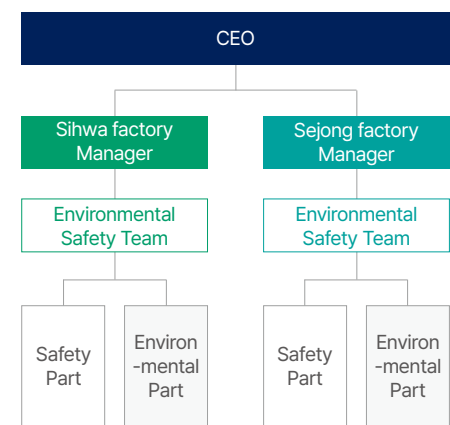 CEO
Sihwa factory
Manager
Sejong factory
Manager
Environmental
Safety Team
Environmental
Safety Team
Safety
Part
Environ
-mental
Part
Safety
Part
Environ
-mental
Part